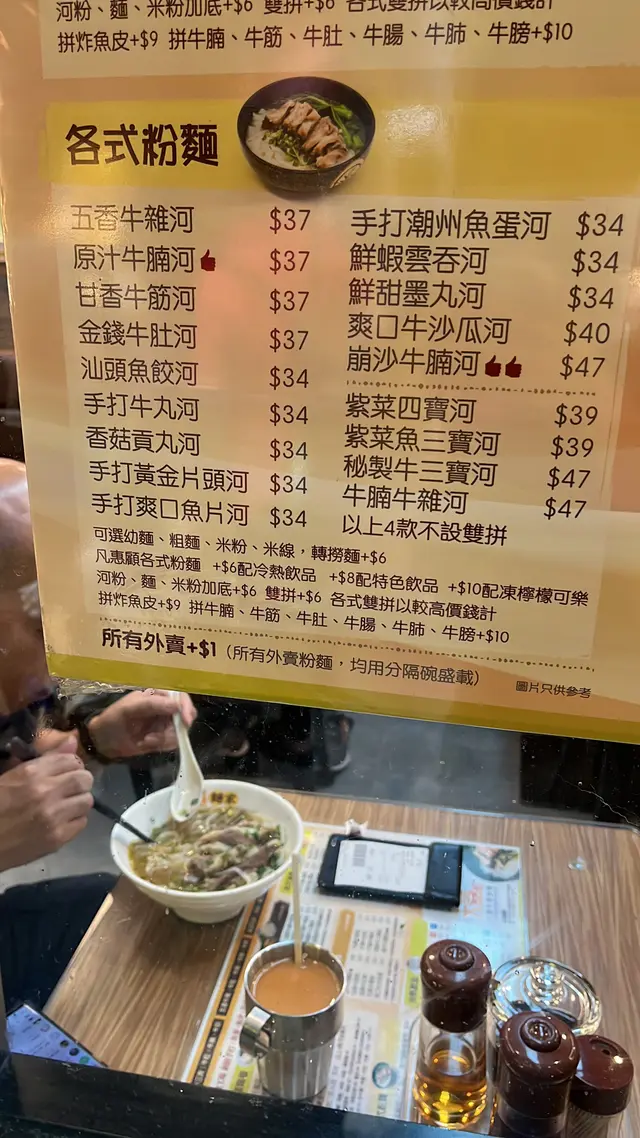 河粉、麵、米粉加底+$6 雙拼+$6 各式雙拼以較高價錢計
拼炸魚皮+$9 拼牛腩、牛筋、牛肚、牛腸、牛肺、牛膀+$10
各式粉麵
五香牛雜河 $37
原汁牛腩河 $37
甘香牛筋河 $37
金錢牛肚河 $37
汕頭魚餃河 $34
手打牛丸河 $34
香菇貢丸河 $34
手打黃金片頭河 $34
手打爽口魚片河 $34
手打潮州魚蛋河 $34
鮮蝦雲吞河 $34
鮮甜墨丸河 $34
爽口牛沙瓜河 $40
崩沙牛腩河 $47
紫菜四寶河 $39
紫菜魚三寶河 $39
秘製牛三寶河 $47
牛腩牛雜河 $47
以上4款不設雙拼
可選幼麵、粗麵、米粉、米線，轉撈麵+$6
凡惠顧各式粉麵 +$6配冷熱飲品 +$8配特色飲品 +$10配凍檸檬可樂
河粉、麵、米粉加底+$6 雙拼+$6 各式雙拼以較高價錢計
拼炸魚皮+$9 拼牛腩、牛筋、牛肚、牛腸、牛肺、牛膀+$10
所有外賣+$1（所有外賣粉麵，均用分隔碗盛載）
圖片只供參考